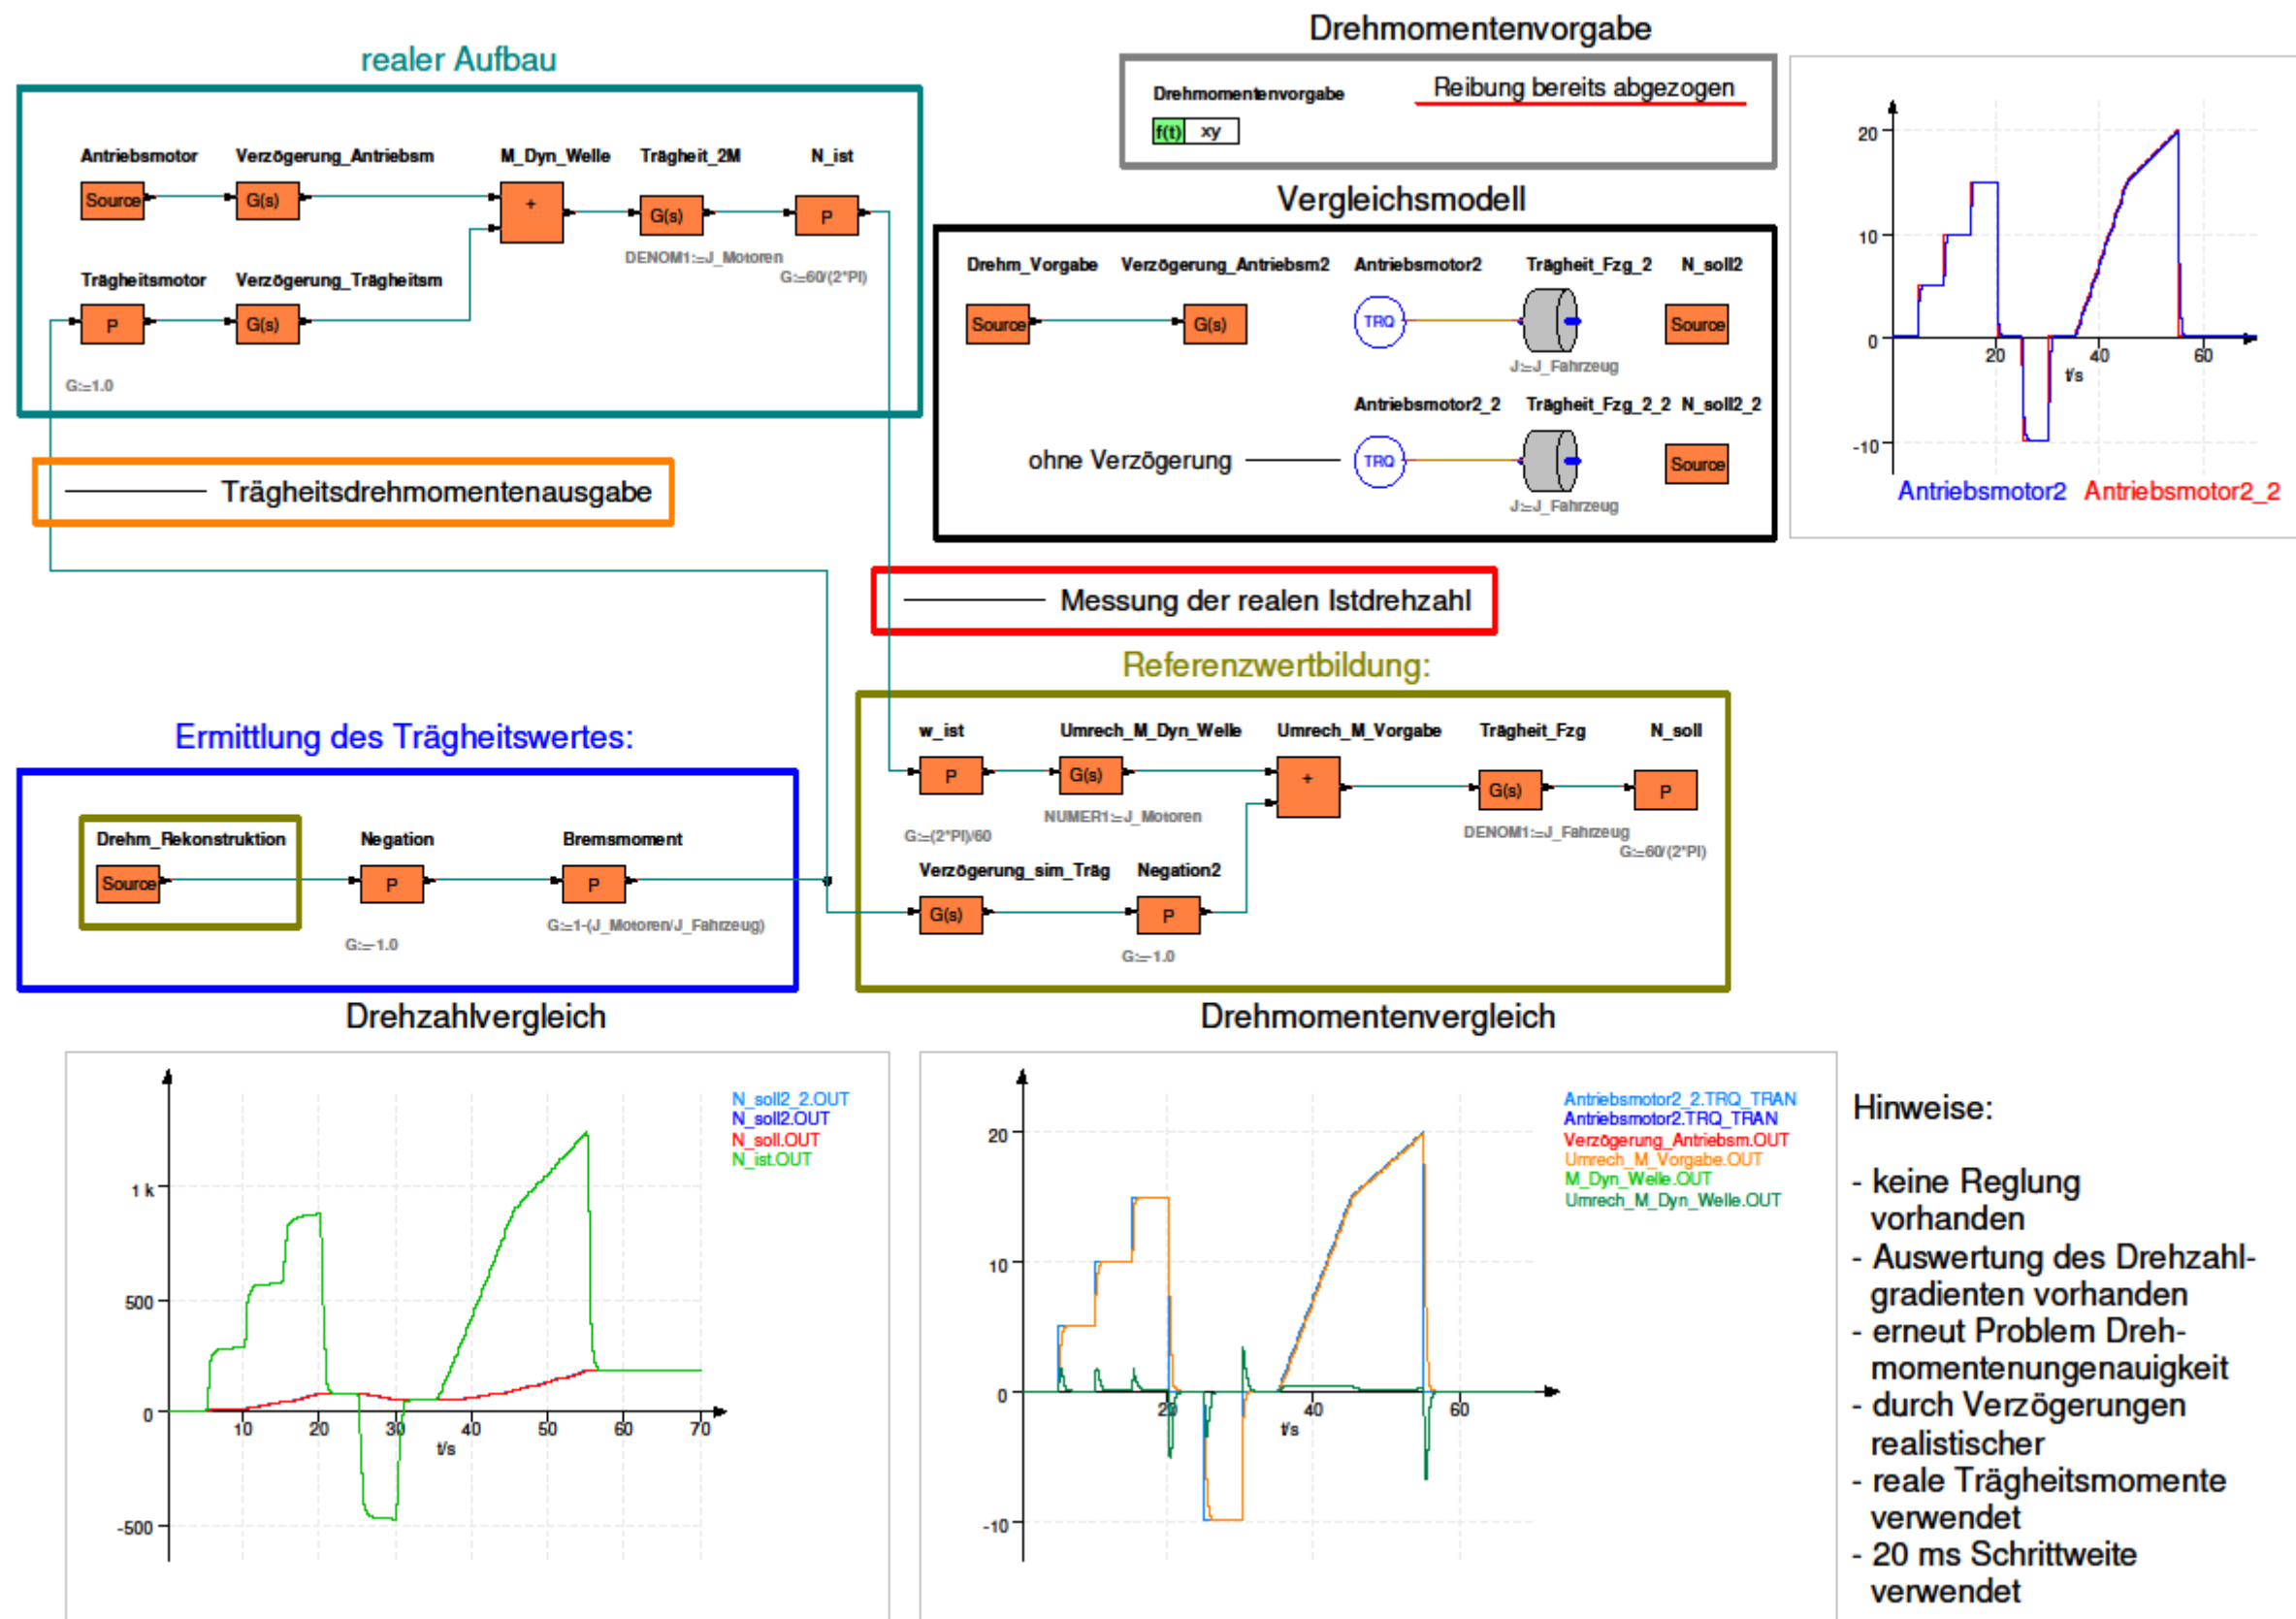 Drehmomentenvorgabe
realer Aufbau
Drehmomentenvorgabe
Reibung bereits abgezogen
f(t) xy
Antriebsmotor Verzögerung_Antriebsm M_Dyn_Welle Trägheit_2M N_ist
Source G(s) + G(s) P
DENOM1:=J_Motoren
G:=60/(2*PI)
Trägheitsmotor Verzögerung_Trägheitsm
P G(s)
G:=1.0
Vergleichsmodell
Drehm_Vorgabe Verzögerung_Antriebsm2 Antriebsmotor2 Trägheit_Fzg_2 N_soll2
Source G(s) TRQ Source
J:=J_Fahrzeug
Antriebsmotor2_2 Trägheit_Fzg_2_2 N_soll2_2
ohne Verzögerung TRQ Source
J:=J_Fahrzeug
20
10
0
-10
20 40 60
t/s
Antriebsmotor2 Antriebsmotor2_2
Trägheitsdrehmomentenausgabe
Messung der realen Istdrehzahl
Referenzwertbildung:
w_ist Umrech_M_Dyn_Welle Umrech_M_Vorgabe Trägheit_Fzg N_soll
P G(s) + G(s) P
G:=(2*PI)/60
NUMER1:=J_Motoren
DENOM1:=J_Fahrzeug
G:=60/(2*PI)
Verzögerung_sim_Träg Negation2
G(s) P
G:=-1.0
Ermittlung des Trägheitswertes:
Drehm_Rekonstruktion Negation Bremsmoment
Source P P
G:=-1.0
G:=1-(J_Motoren/J_Fahrzeug)
Drehzahlvergleich
N_soll2_2.OUT
N_soll2.OUT
N_soll.OUT
N_ist.OUT
1 k
500
0
-500
10 20 30 40 50 60 70
t/s
Drehmomentenvergleich
Antriebsmotor2_2.TRQ_TRAN
Antriebsmotor2.TRQ_TRAN
Verzögerung_Antriebsm.OUT
Umrech_M_Vorgabe.OUT
M_Dyn_Welle.OUT
Umrech_M_Dyn_Welle.OUT
20
10
0
-10
20 40 60
t/s
Hinweise:
- keine Reglung
vorhanden
- Auswertung des Drehzahl-
gradienten vorhanden
- erneut Problem Dreh-
momentenungenauigkeit
- durch Verzögerungen
realistischer
- reale Trägheitsmomente
verwendet
- 20 ms Schrittweite
verwendet